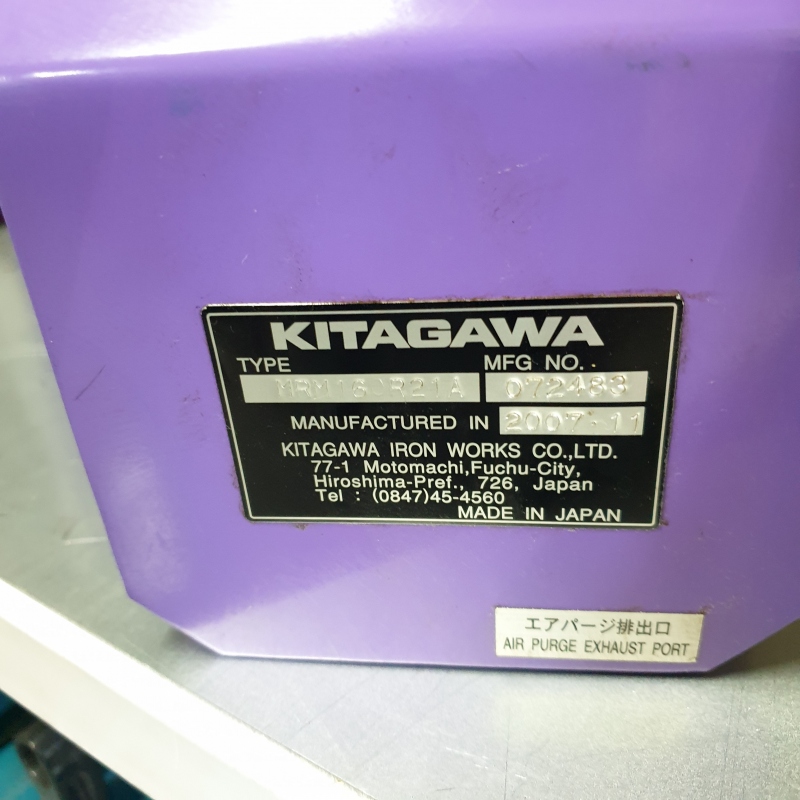 KITAGAWA
TYPE MFG NO.
072483
MANUFACTURED IN 2007-11
KITAGAWA IRON WORKS CO.,LTD.
77-1 Motomachi,Fuchu-City,
Hiroshima-Pref., 726, Japan
Tel : (0847)45-4560
MADE IN JAPAN
エアパージ排出口
AIR PURGE EXHAUST PORT